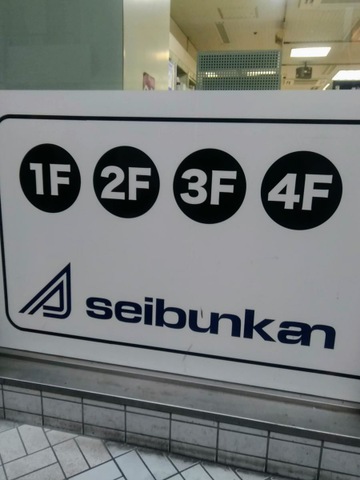 1F 2F 3F 4F
seibunkan